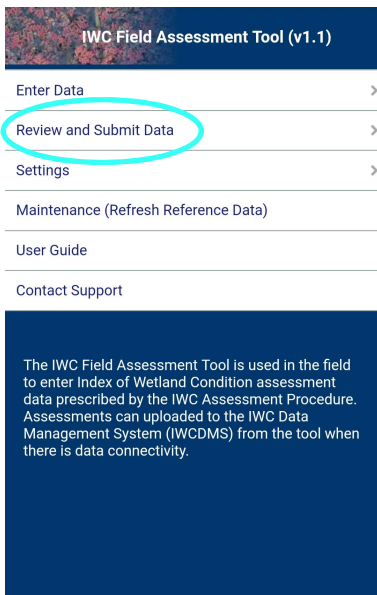 IWC Field Assessment Tool (v1.1)
Enter Data
Review and Submit Data
Settings
Maintenance (Refresh Reference Data)
User Guide
Contact Support
The IWC Field Assessment Tool is used in the field
to enter Index of Wetland Condition assessment
data prescribed by the IWC Assessment Procedure.
Assessments can uploaded to the IWC Data
Management System (IWCDMS) from the tool when
there is data connectivity.